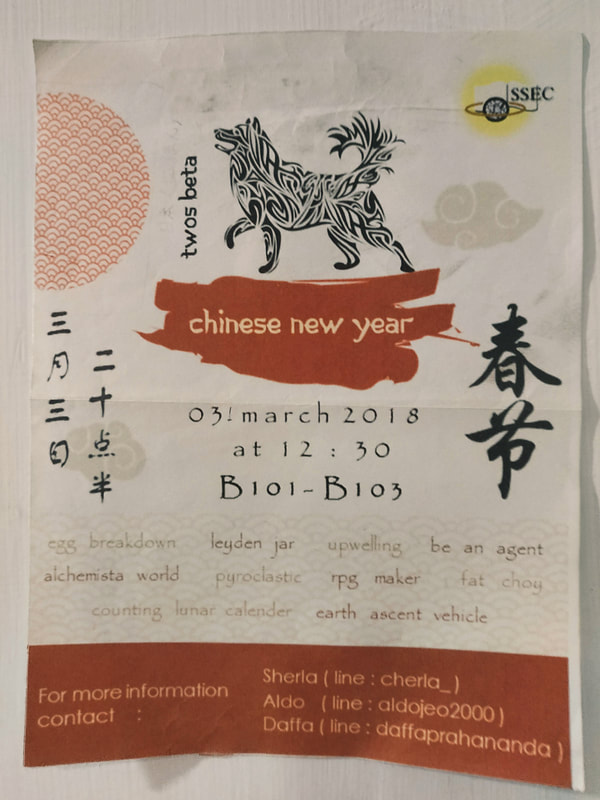 SSEC
twos beta
chinese new year
三月三日
二十点半
春节
03! march 2018
at 12 : 30
B101-B103
egg breakdown leyden jar upwelling be an agent
alchemista world pyroclastic rpg maker fat choy
counting lunar calender earth ascent vehicle
For more information
contact :
Sherla ( line : cherla_ )
Aldo ( line : aldojeo2000 )
Daffa ( line : daffaprahananda )